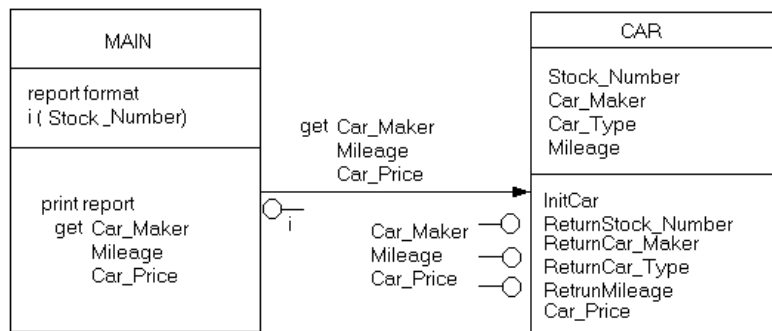 MAIN
report format
i ( Stock_Number)
print report
get Car_Maker
Mileage
Car_Price
get Car_Maker
Mileage
Car_Price
i
Car_Maker
Mileage
Car_Price
CAR
Stock_Number
Car_Maker
Car_Type
Mileage
InitCar
ReturnStock_Number
ReturnCar_Maker
ReturnCar_Type
RetrunMileage
Car_Price